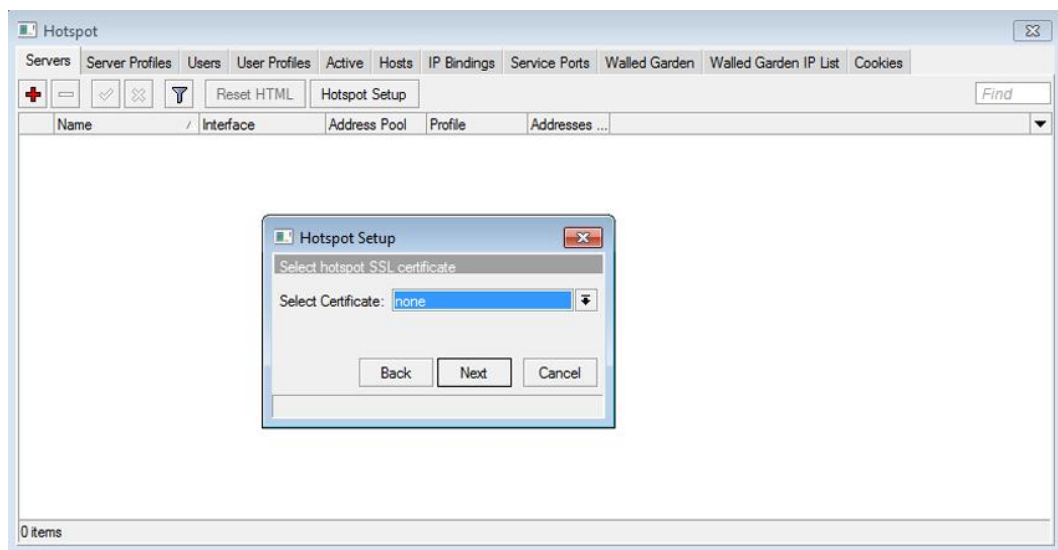 Hotspot
Servers Server Profiles Users User Profiles Active Hosts IP Bindings Service Ports Walled Garden Walled Garden IP List Cookies
Reset HTML Hotspot Setup Find
Name Interface Address Pool Profile Addresses ...
Hotspot Setup
Select hotspot SSL certificate
Select Certificate: none
Back Next Cancel
0 items